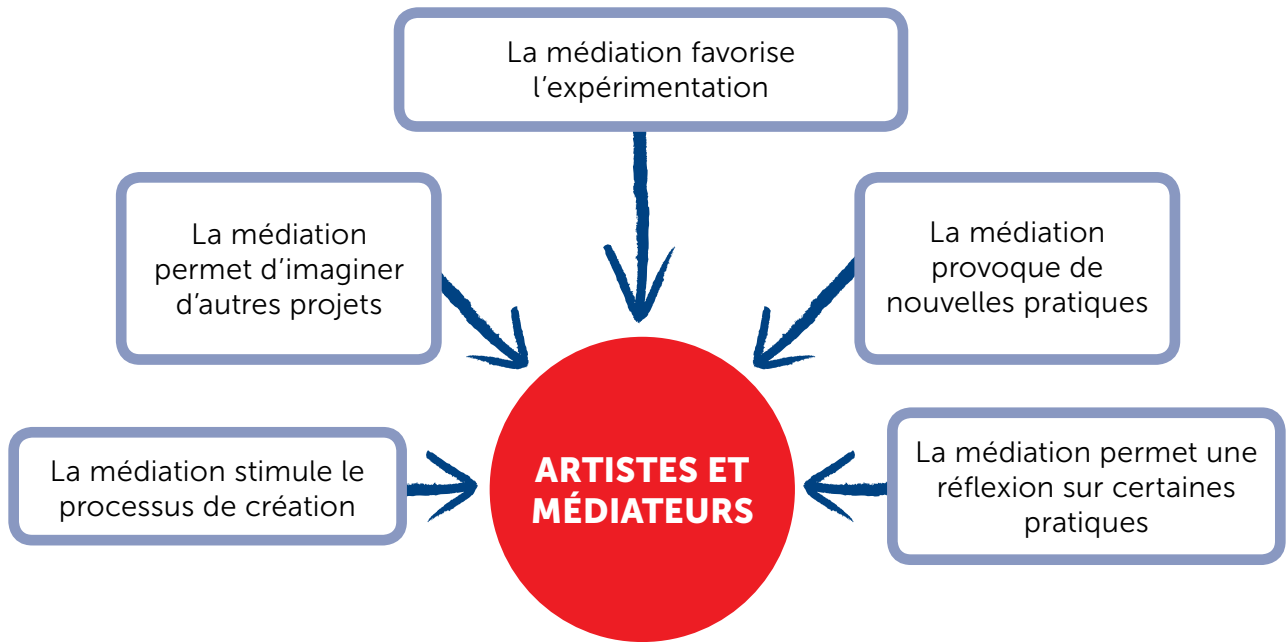 La médiation favorise
l’expérimentation
La médiation
permet d’imaginer
d’autres projets
La médiation
provoque de
nouvelles pratiques
La médiation stimule le
processus de création
ARTISTES ET
MÉDIATEURS
La médiation permet une
réflexion sur certaines
pratiques